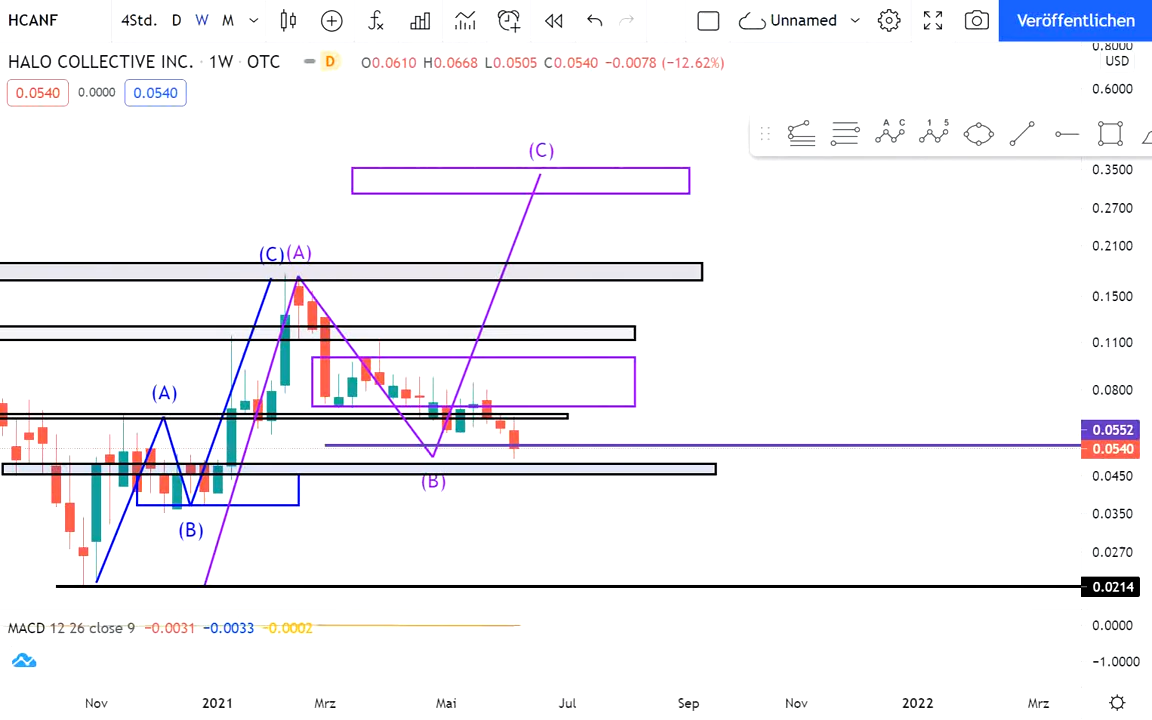 HCANF 4Std. D W M Unnamed Veröffentlichen
HALO COLLECTIVE INC. · 1W · OTC D O0.0610 H0.0668 L0.0505 C0.0540 −0.0078 (−12.62%)
0.0540 0.0000 0.0540
0.8000
USD
0.6000
A C 1 5
0.3500
0.2700
0.2100
0.1500
0.1100
0.0800
0.0552
0.0540
0.0450
0.0350
0.0270
0.0214
0.0000
−1.0000
(C)
(C) (A)
(A)
(B)
(B)
MACD 12 26 close 9 −0.0031 −0.0033 −0.0002
Nov 2021 Mrz Mai Jul Sep Nov 2022 Mrz